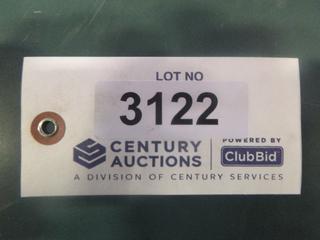 LOT NO
3122
CENTURY AUCTIONS
POWERED BY
ClubBid
A DIVISION OF CENTURY SERVICES